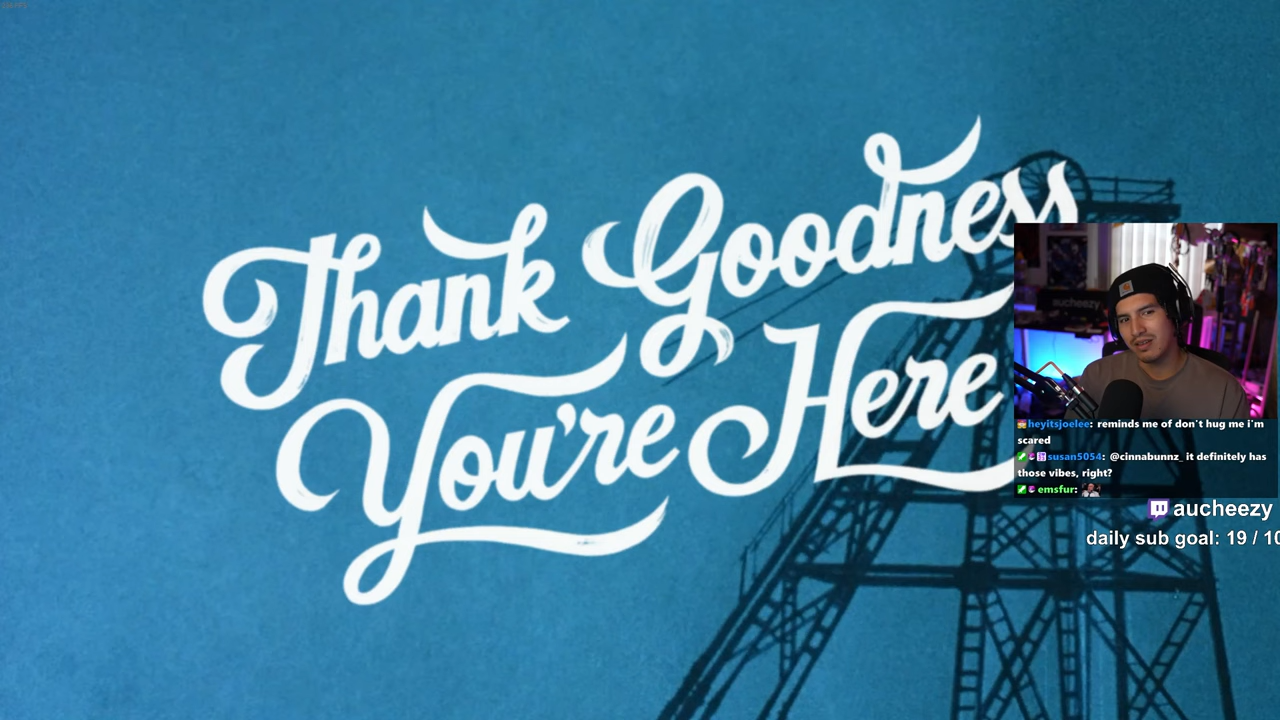 Thank Goodness
You're Here
aucheezy
heyitsjoelee: reminds me of don't hug me i'm
scared
susan5054: @cinnabunnz_ it definitely has
those vibes, right?
emsfur:
aucheezy
daily sub goal: 19 / 10